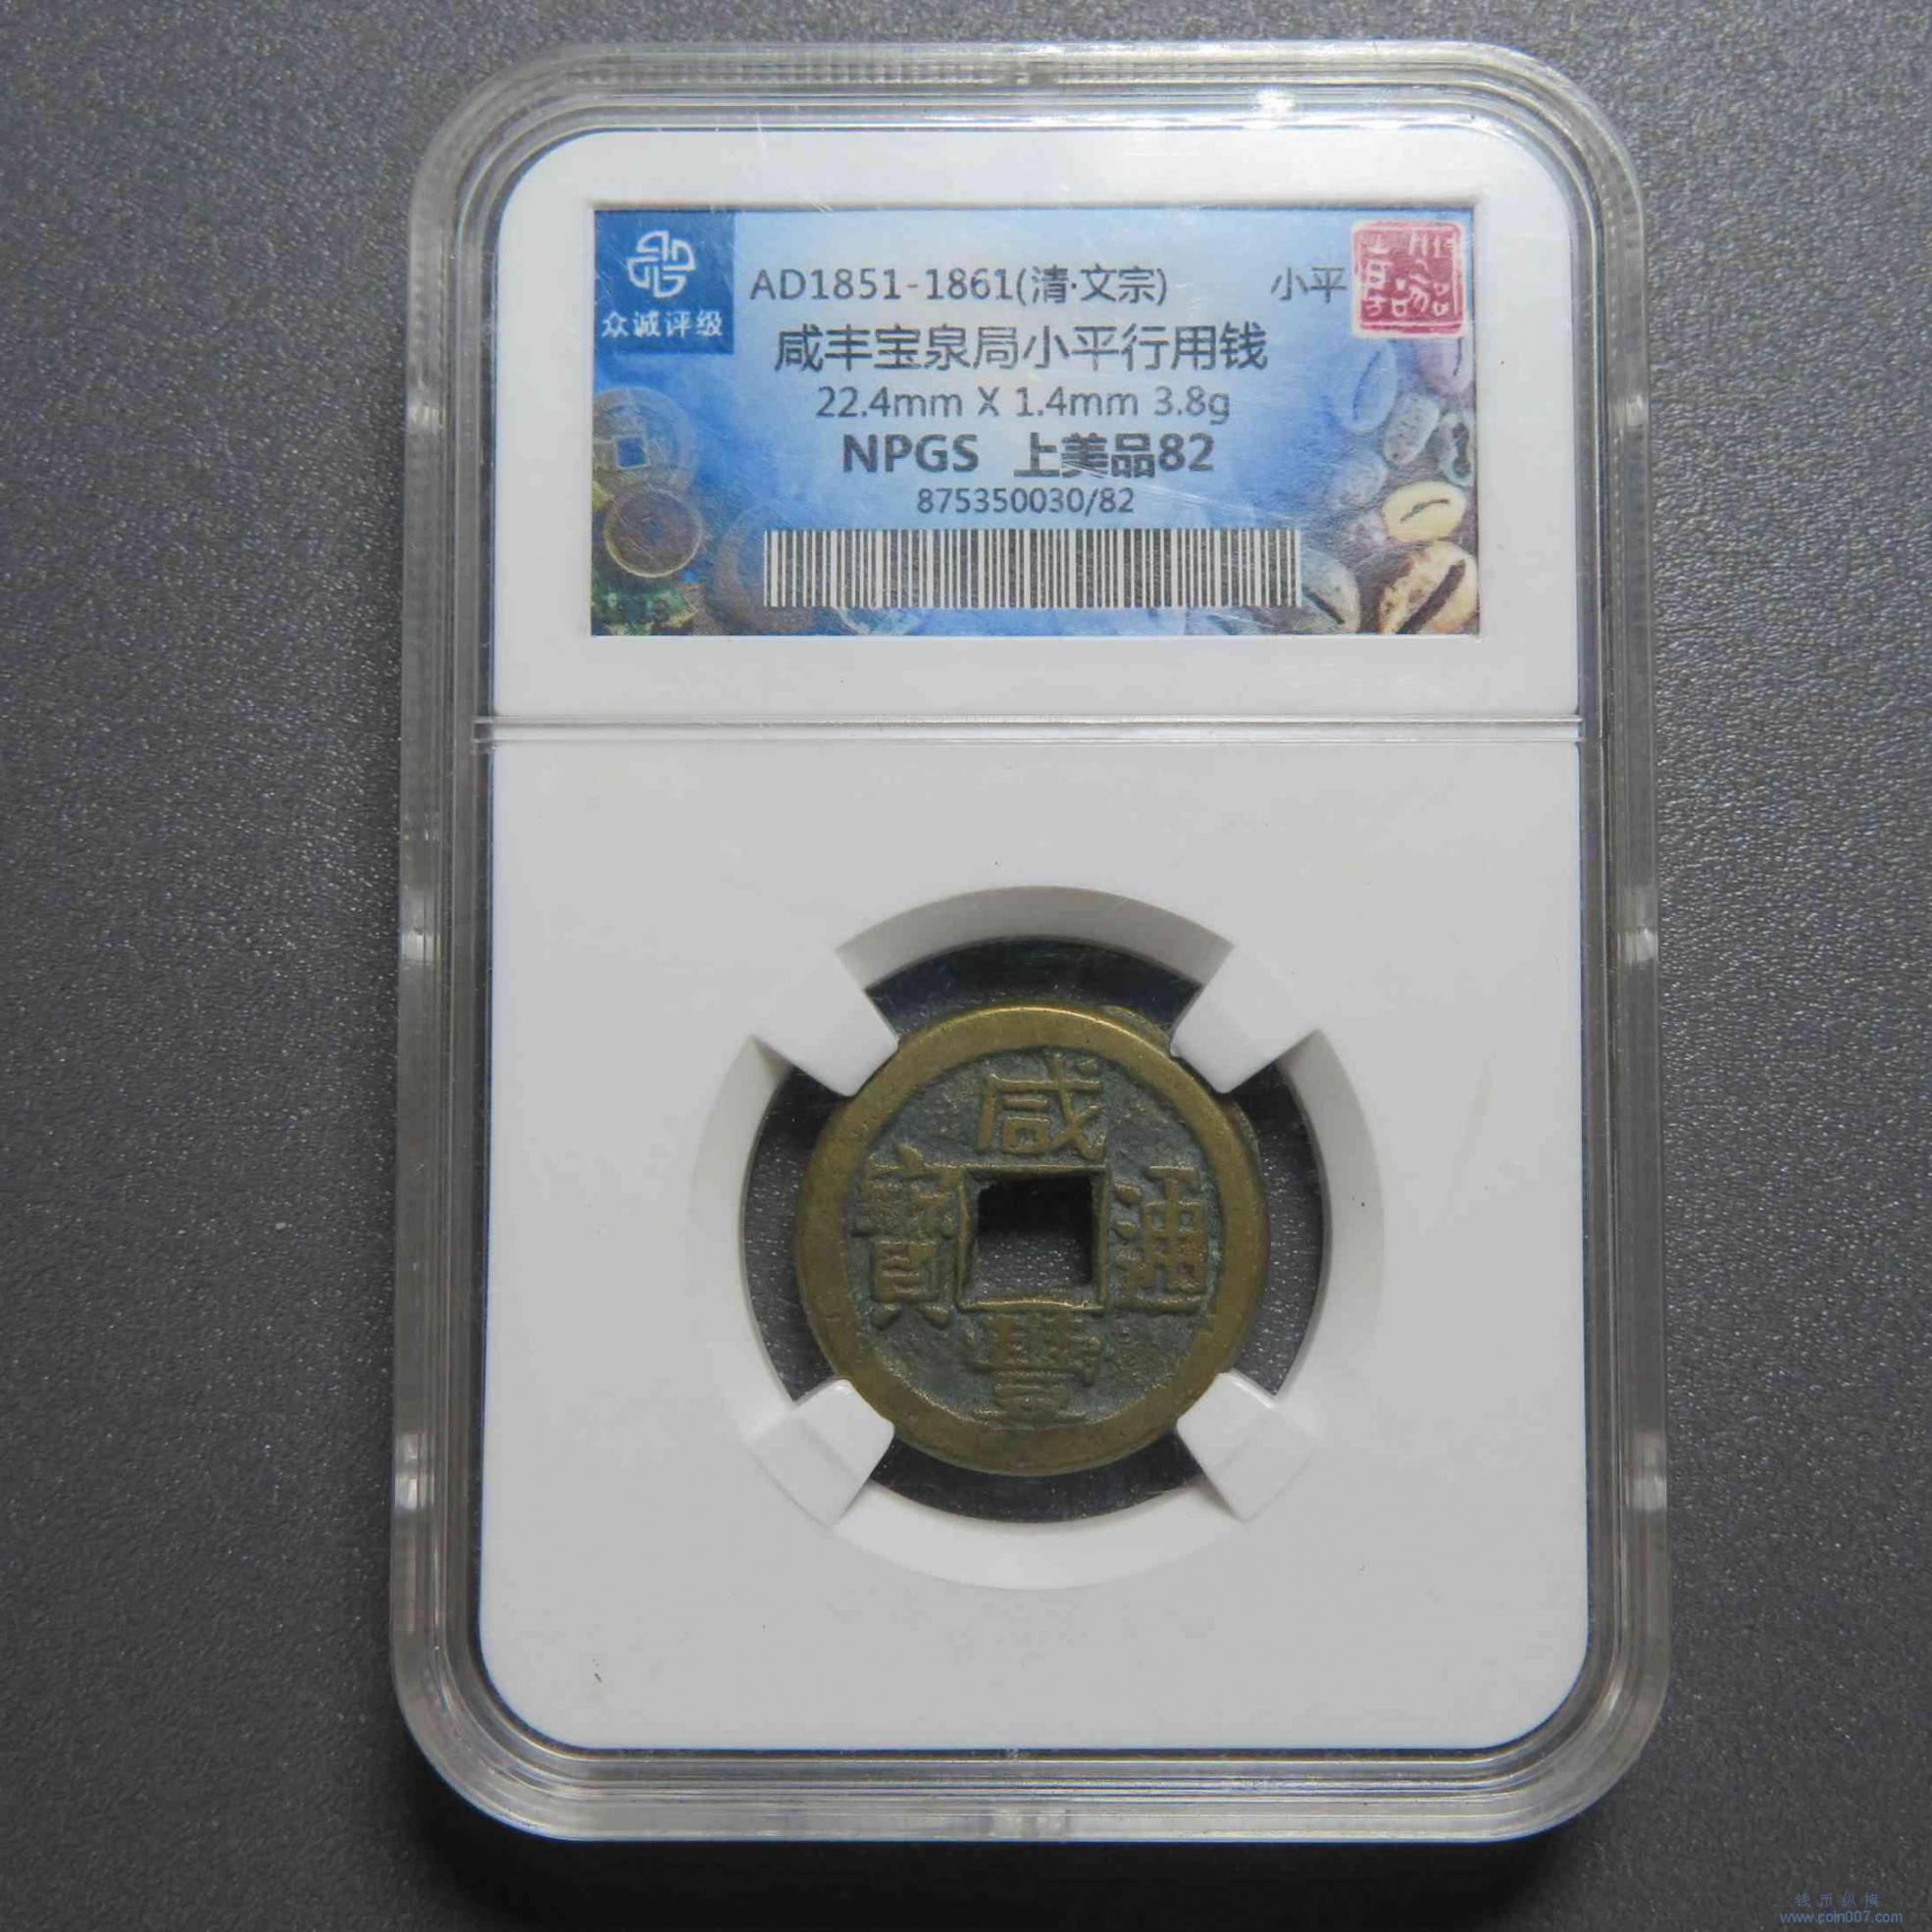 众诚评级
AD1851-1861(清·文宗) 小平
咸丰宝泉局小平行用钱
22.4mm X 1.4mm 3.8g
NPGS 上美品82
875350030/82
咸
寶 通
豐
钱币纵横
www.coin007.com